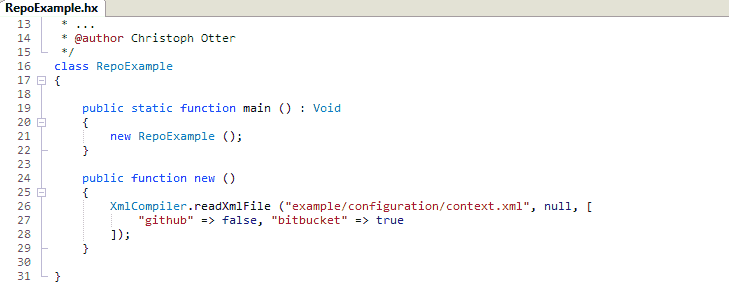 RepoExample.hx
13 * ...
14 * @author Christoph Otter
15 */
16 class RepoExample
17 {
18
19 public static function main () : Void
20 {
21 new RepoExample ();
22 }
23
24 public function new ()
25 {
26 XmlCompiler.readXmlFile ("example/configuration/context.xml", null, [
27 "github" => false, "bitbucket" => true
28 ]);
29 }
30
31 }